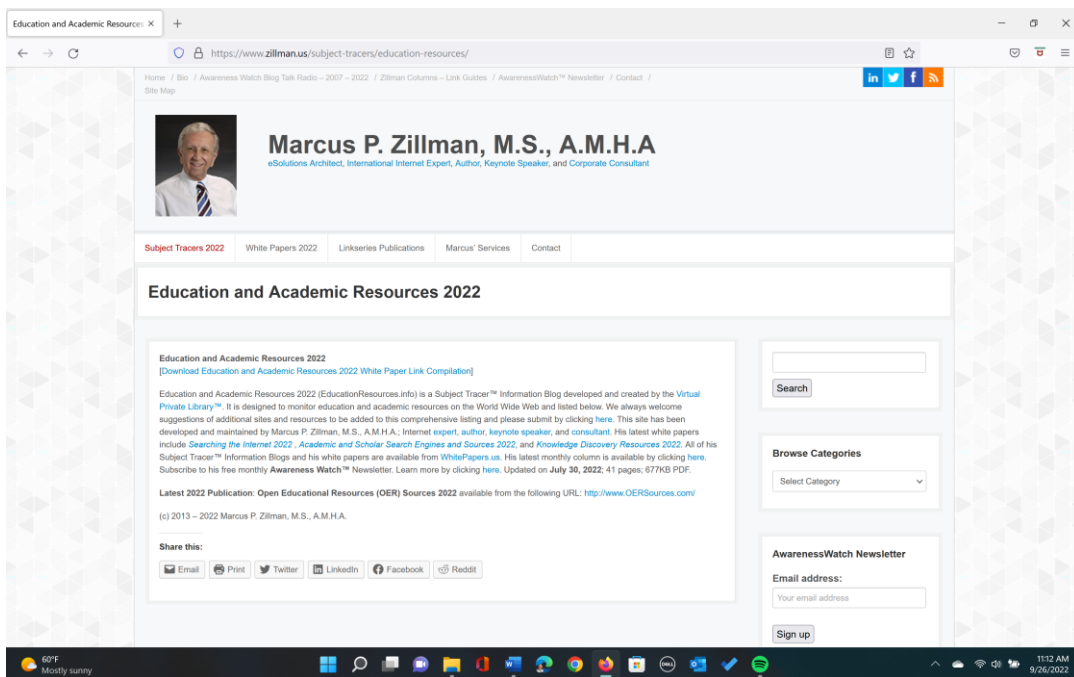 Education and Academic Resources
https://www.zillman.us/subject-tracers/education-resources/
Home / Bio / Awareness Watch Blog Talk Radio – 2007 – 2022 / Zillman Columns – Link Guides / AwarenessWatch™ Newsletter / Contact /
Site Map
Marcus P. Zillman, M.S., A.M.H.A
eSolutions Architect, International Internet Expert, Author, Keynote Speaker, and Corporate Consultant
Subject Tracers 2022 White Papers 2022 Linkseries Publications Marcus' Services Contact
Education and Academic Resources 2022
Education and Academic Resources 2022
[Download Education and Academic Resources 2022 White Paper Link Compilation]
Education and Academic Resources 2022 (EducationResources.info) is a Subject Tracer™ Information Blog developed and created by the Virtual
Private Library™. It is designed to monitor education and academic resources on the World Wide Web and listed below. We always welcome
suggestions of additional sites and resources to be added to this comprehensive listing and please submit by clicking here. This site has been
developed and maintained by Marcus P. Zillman, M.S., A.M.H.A.; Internet expert, author, keynote speaker, and consultant. His latest white papers
include Searching the Internet 2022 , Academic and Scholar Search Engines and Sources 2022, and Knowledge Discovery Resources 2022. All of his
Subject Tracer™ Information Blogs and his white papers are available from WhitePapers.us. His latest monthly column is available by clicking here.
Subscribe to his free monthly Awareness Watch™ Newsletter. Learn more by clicking here. Updated on July 30, 2022; 41 pages; 677KB PDF.
Latest 2022 Publication: Open Educational Resources (OER) Sources 2022 available from the following URL: http://www.OERSources.com/
(c) 2013 – 2022 Marcus P. Zillman, M.S., A.M.H.A.
Share this:
Email Print Twitter LinkedIn Facebook Reddit
Search
Browse Categories
Select Category
AwarenessWatch Newsletter
Email address:
Your email address
Sign up
60°F
Mostly sunny
11:12 AM
9/26/2022